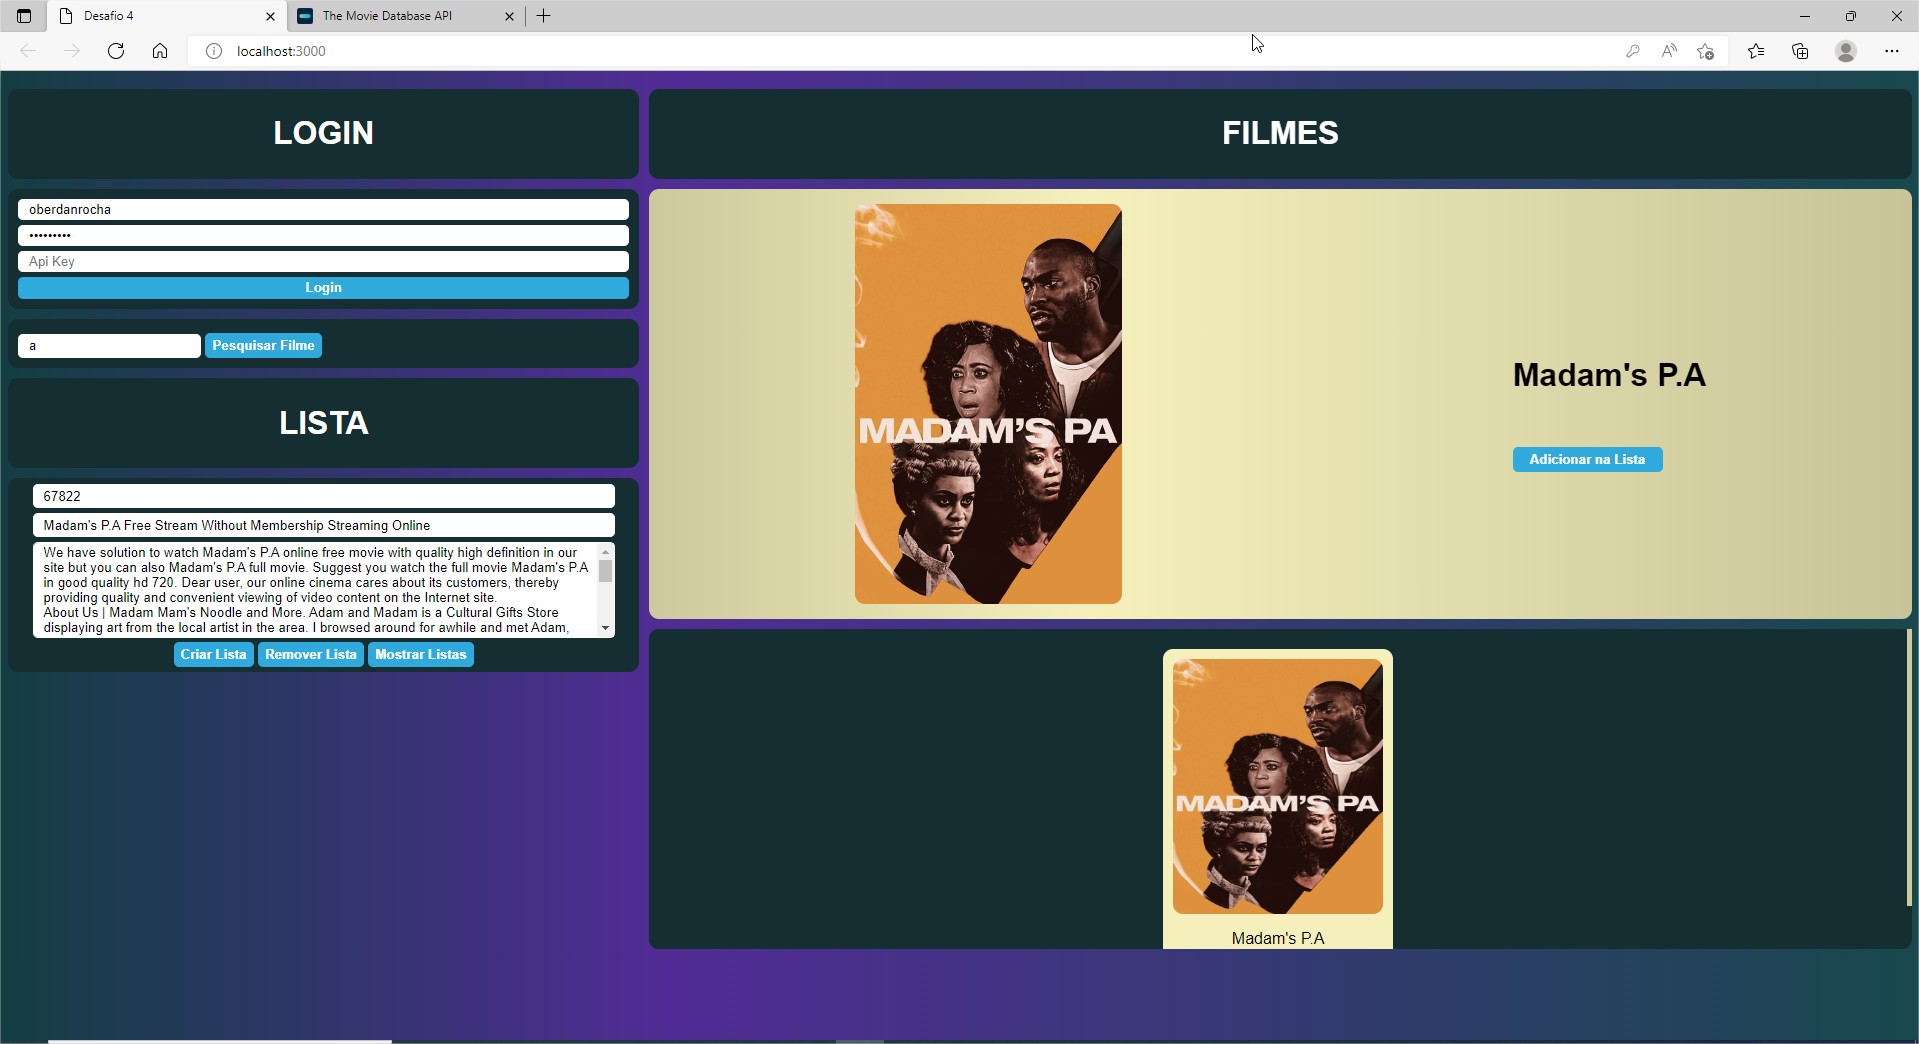 Desafio 4
The Movie Database API
localhost:3000
LOGIN
oberdanrocha
•••••••••
Api Key
Login
a
Pesquisar Filme
LISTA
67822
Madam's P.A Free Stream Without Membership Streaming Online
We have solution to watch Madam's P.A online free movie with quality high definition in our
site but you can also Madam's P.A full movie. Suggest you watch the full movie Madam's P.A
in good quality hd 720. Dear user, our online cinema cares about its customers, thereby
providing quality and convenient viewing of video content on the Internet site.
About Us | Madam Mam's Noodle and More. Adam and Madam is a Cultural Gifts Store
displaying art from the local artist in the area. I browsed around for awhile and met Adam,
Criar Lista
Remover Lista
Mostrar Listas
FILMES
MADAM'S PA
Madam's P.A
Adicionar na Lista
MADAM'S PA
Madam's P.A